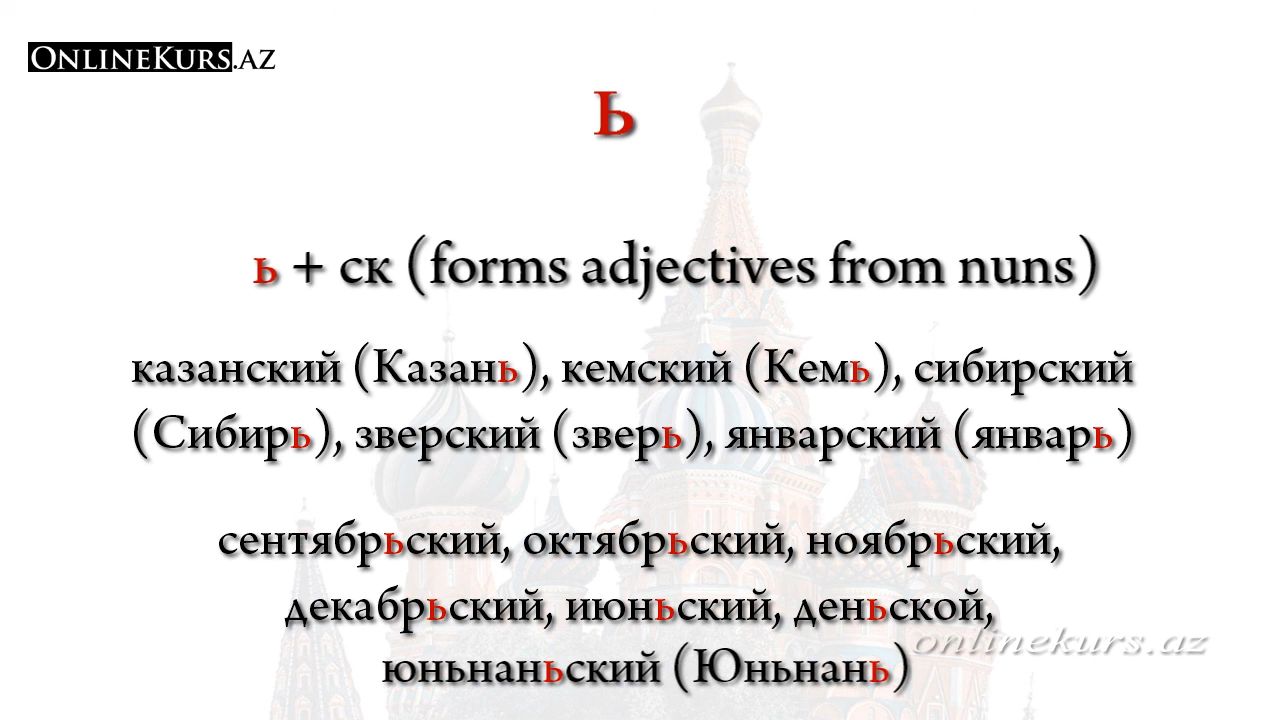 ONLINEKURS.AZ
ь
ь + ск (forms adjectives from nuns)
казанский (Казань), кемский (Кемь), сибирский
(Сибирь), зверский (зверь), январский (январь)
сентябрьский, октябрьский, ноябрьский,
декабрьский, июньский, деньской,
onlinekurs.az
юньнаньский (Юньнань)